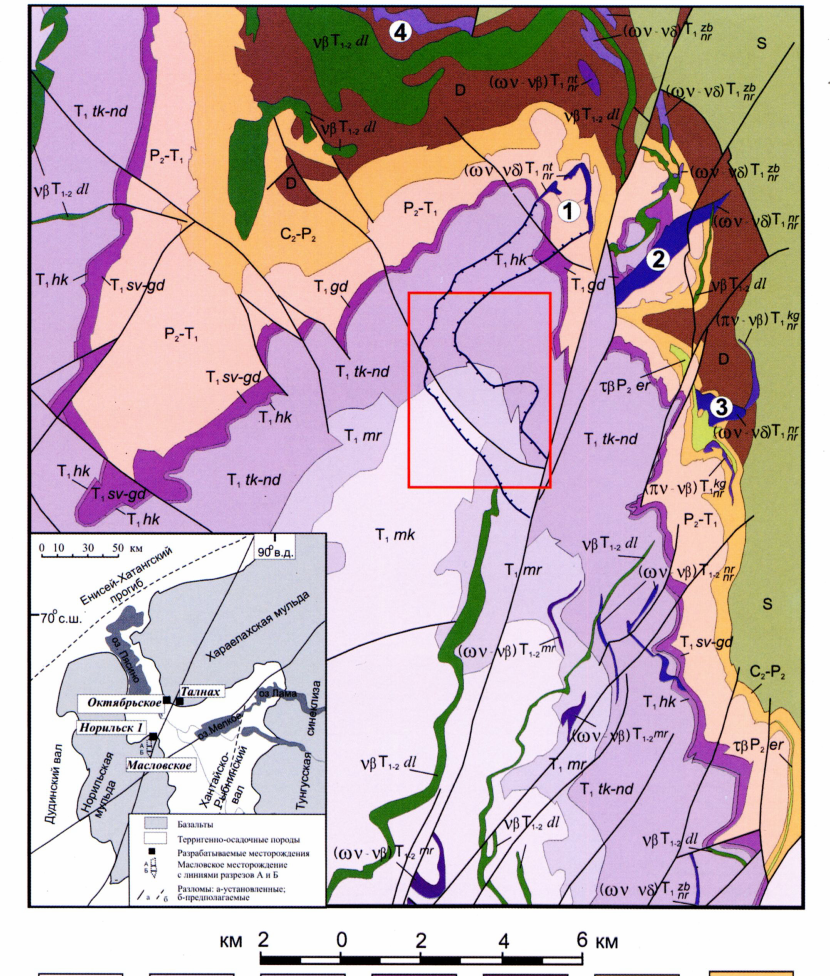 4
νβT₁₋₂ dl
(ων - νδ)T₁ zb nr
S
T₁ tk-nd
D
(ων - νβ)T₁ nt nr
(ων - νδ)T₁ zb nr
νβT₁₋₂ dl
νβT₁₋₂ dl
P₂-T₁
(ων - νδ)T₁ nt nr
(ων - νδ)T₁ zb nr
D
νβT₁₋₂ dl
P₂-T₁
1
(ων - νδ)T₁ nr nr
C₂-P₂
2
T₁ hk
T₁ hk
T₁ sv-gd
T₁ gd
T₁ gd
νβT₁₋₂ dl
(πν - νβ)T₁ kg nr
P₂-T₁
D
T₁ sv-gd
T₁ tk-nd
τβP₂ er
T₁ hk
3
T₁ mr
T₁ tk-nd
(ων - νδ)T₁ nr nr
T₁ hk
T₁ tk-nd
T₁ sv-gd
(πν - νβ)T₁ kg nr
T₁ hk
P₂-T₁
T₁ mk
νβT₁₋₂ dl
T₁ mr
(ων - νβ)T₁₋₂ nr nr
S
T₁ sv-gd
(ων - νβ)T₁₋₂ mr
C₂-P₂
T₁ hk
(ων - νβ)T₁₋₂ mr
τβP₂ er
νβT₁₋₂ dl
T₁ mr
T₁ tk-nd
νβT₁₋₂ dl
νβT₁₋₂ dl
(ων - νβ)T₁₋₂ mr
(ων - νδ)T₁ zb nr
0 10 30 50 км
90° в.д.
Енисей-Хатангский
прогиб
70° с.ш.
Хараелахская мульда
оз. Пясино
Октябрьское
Талнах
оз. Лама
оз. Мелкое
Норильск 1
А
Б
Масловское
Дудинский вал
Норильская
мульда
Хантайско-
Рыбнинский
вал
Тунгусская
синеклиза
Базальты
Терригенно-осадочные породы
Разрабатываемые месторождения
А
Б
Масловское месторождение
с линиями разрезов А и Б
Разломы: а-установленные;
б-предполагаемые
а б
км 2 0 2 4 6 км